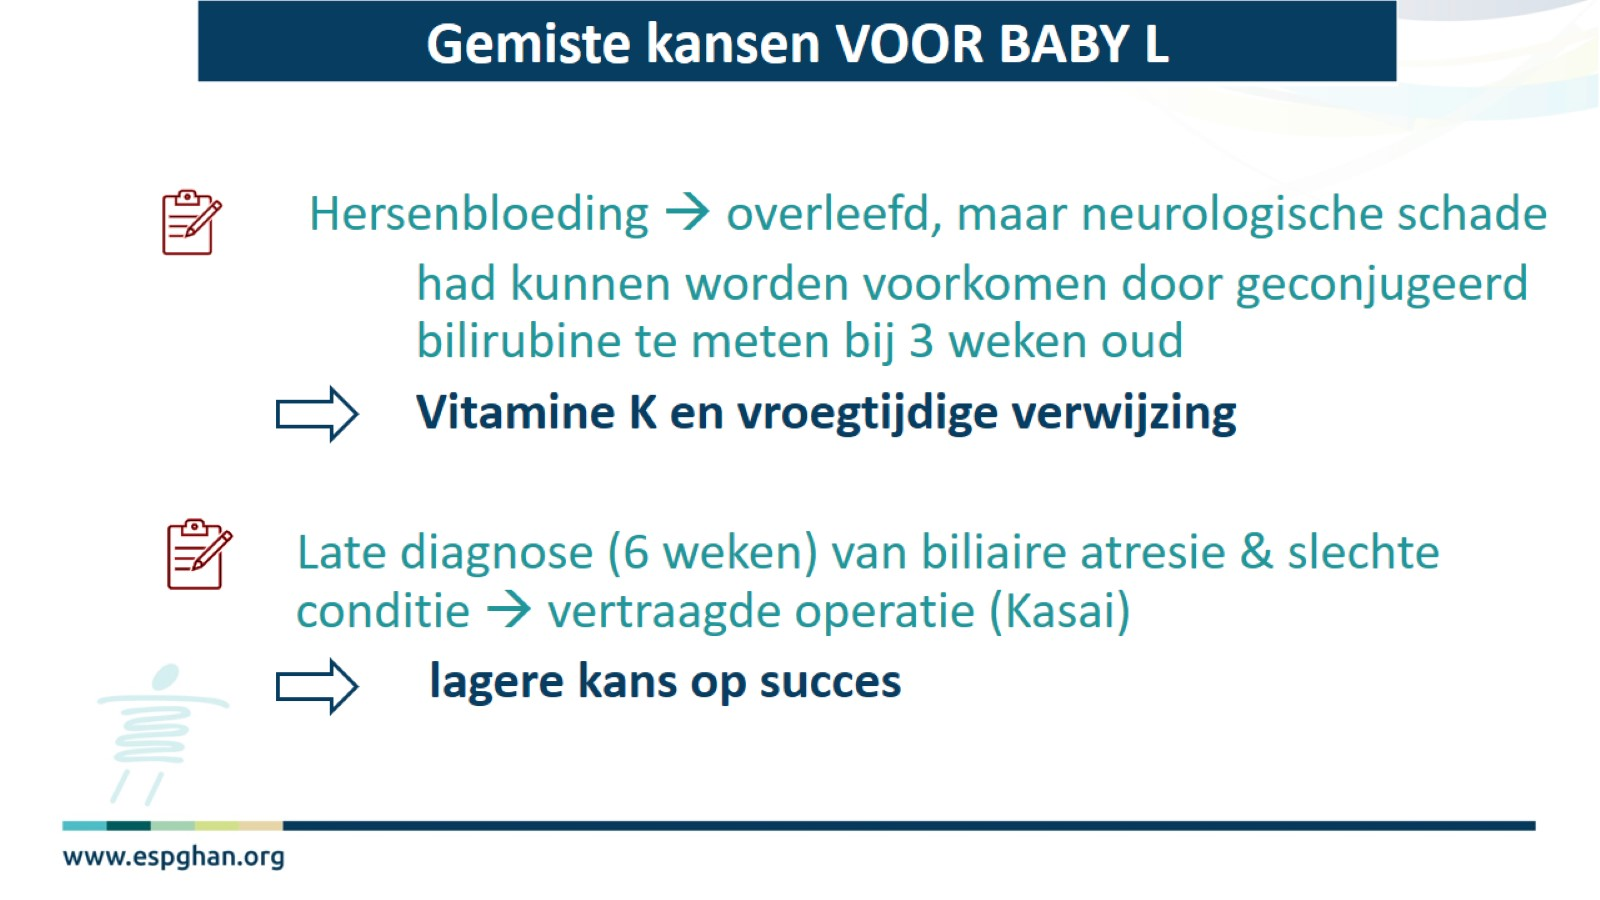 Gemiste kansen VOOR BABY L
Hersenbloeding → overleefd, maar neurologische schade
had kunnen worden voorkomen door geconjugeerd
bilirubine te meten bij 3 weken oud
Vitamine K en vroegtijdige verwijzing
Late diagnose (6 weken) van biliaire atresie & slechte
conditie → vertraagde operatie (Kasai)
lagere kans op succes
www.espghan.org